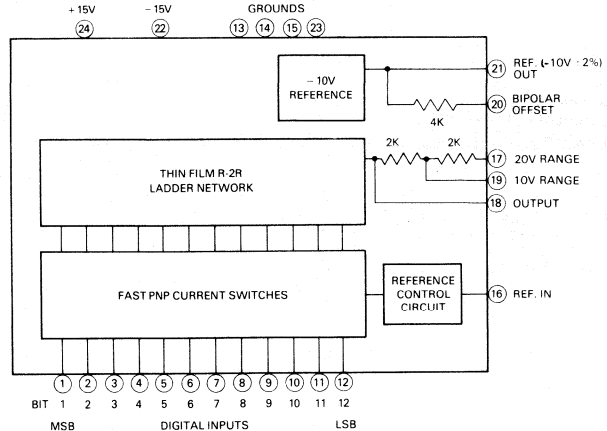 + 15V - 15V GROUNDS
24 22 13 14 15 23
- 10V
REFERENCE
21 REF. (-10V · 2%)
OUT
20 BIPOLAR
OFFSET
4K
2K 2K
17 20V RANGE
19 10V RANGE
18 OUTPUT
THIN FILM R-2R
LADDER NETWORK
FAST PNP CURRENT SWITCHES
REFERENCE
CONTROL
CIRCUIT
16 REF. IN
1 2 3 4 5 6 7 8 9 10 11 12
BIT 1 2 3 4 5 6 7 8 9 10 11 12
MSB DIGITAL INPUTS LSB